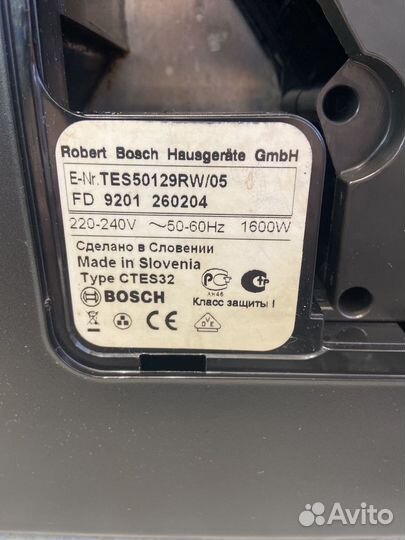 Robert Bosch Hausgeräte GmbH
E-Nr. TES50129RW/05
FD 9201 260204
220-240V ~50-60Hz 1600W
Сделано в Словении
Made in Slovenia
Type CTES32
BOSCH
Класс защиты I
CE
Avito